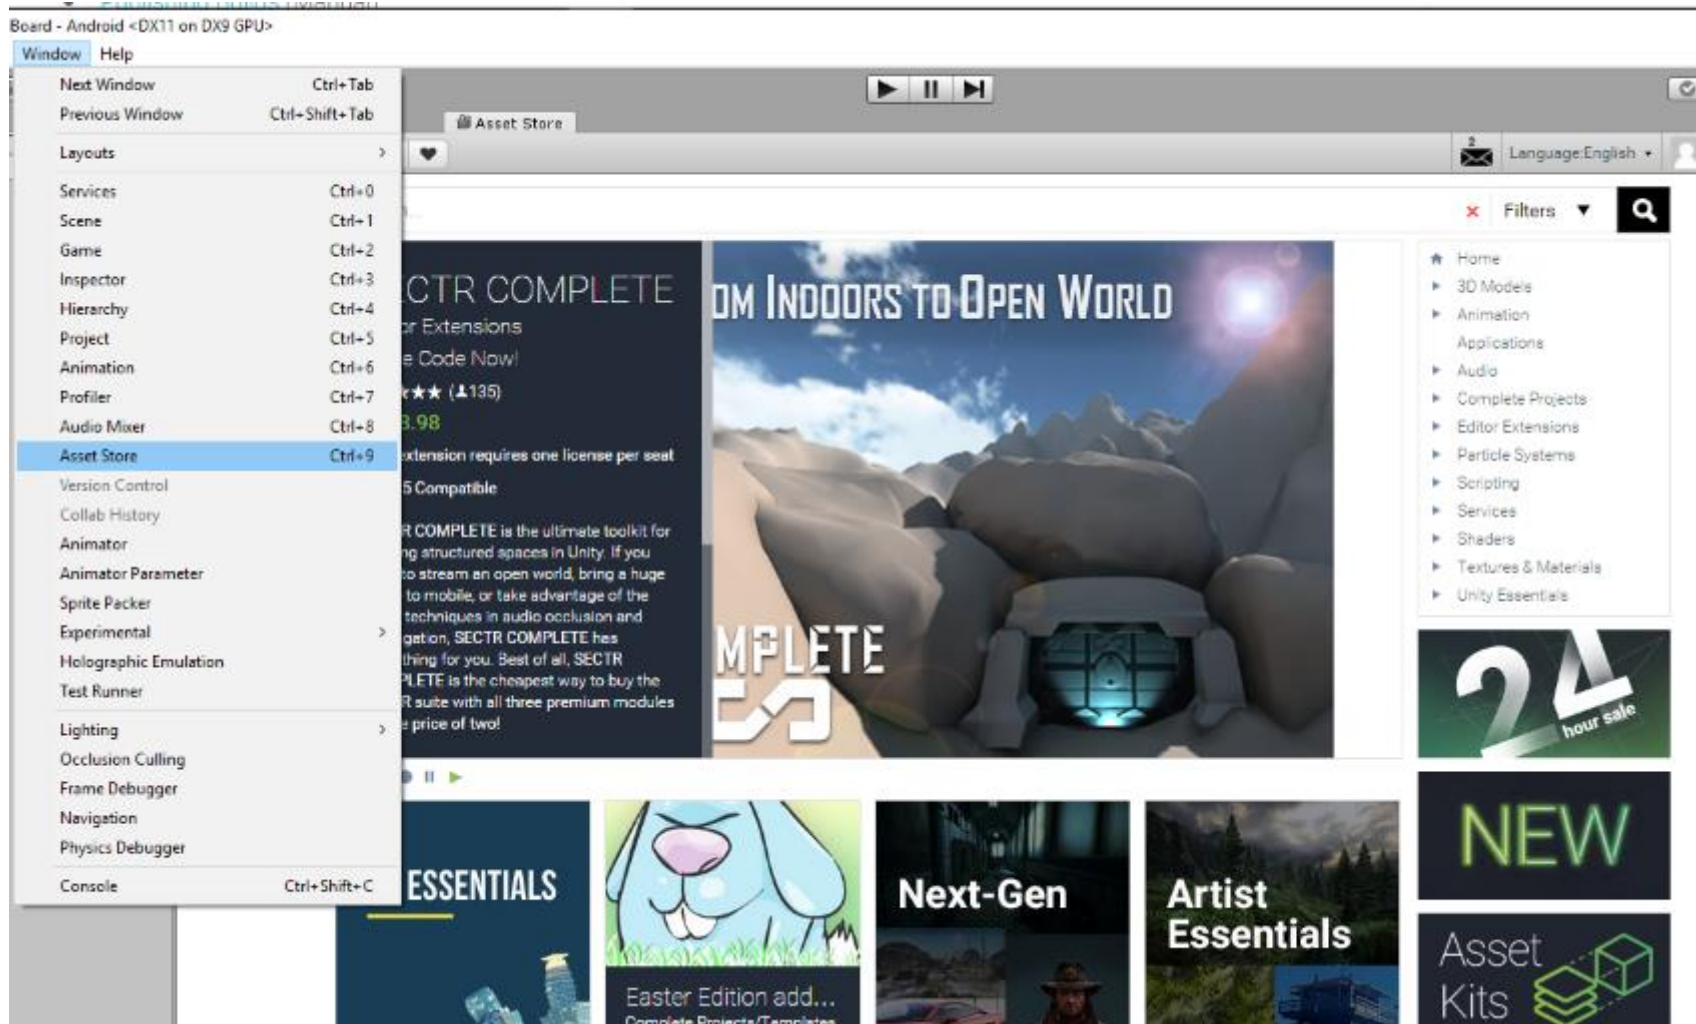 Board - Android <DX11 on DX9 GPU>
Window Help
Next Window Ctrl+Tab
Previous Window Ctrl+Shift+Tab
Layouts
Services Ctrl+0
Scene Ctrl+1
Game Ctrl+2
Inspector Ctrl+3
Hierarchy Ctrl+4
Project Ctrl+5
Animation Ctrl+6
Profiler Ctrl+7
Audio Mixer Ctrl+8
Asset Store Ctrl+9
Version Control
Collab History
Animator
Animator Parameter
Sprite Packer
Experimental
Holographic Emulation
Test Runner
Lighting
Occlusion Culling
Frame Debugger
Navigation
Physics Debugger
Console Ctrl+Shift+C
Asset Store
2
Language:English
Filters
CTR COMPLETE
or Extensions
e Code Now!
(135)
3.98
extension requires one license per seat
5 Compatible
R COMPLETE is the ultimate toolkit for
ng structured spaces in Unity. If you
to stream an open world, bring a huge
to mobile, or take advantage of the
techniques in audio occlusion and
gation, SECTR COMPLETE has
thing for you. Best of all, SECTR
PLETE is the cheapest way to buy the
R suite with all three premium modules
e price of two!
OM INDOORS TO OPEN WORLD
MPLETE
Home
3D Models
Animation
Applications
Audio
Complete Projects
Editor Extensions
Particle Systems
Scripting
Services
Shaders
Textures & Materials
Unity Essentials
24
hour sale
NEW
Asset
Kits
ESSENTIALS
Easter Edition add...
Complete Projects/Templates
Next-Gen
Artist
Essentials